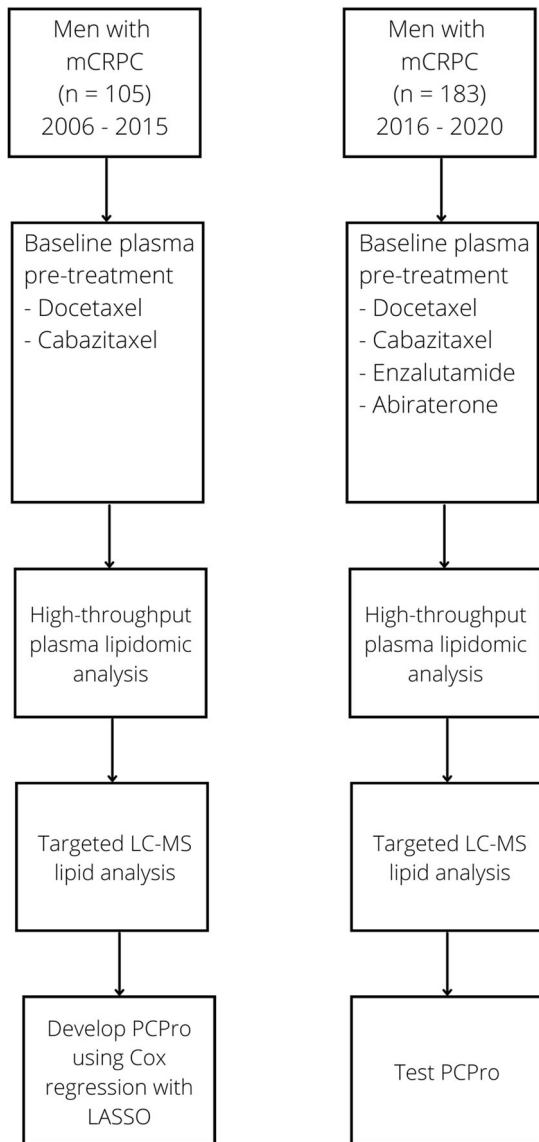 Men with
mCRPC
(n = 105)
2006 - 2015
Baseline plasma
pre-treatment
- Docetaxel
- Cabazitaxel
High-throughput
plasma lipidomic
analysis
Targeted LC-MS
lipid analysis
Develop PCPro
using Cox
regression with
LASSO
Men with
mCRPC
(n = 183)
2016 - 2020
Baseline plasma
pre-treatment
- Docetaxel
- Cabazitaxel
- Enzalutamide
- Abiraterone
High-throughput
plasma lipidomic
analysis
Targeted LC-MS
lipid analysis
Test PCPro